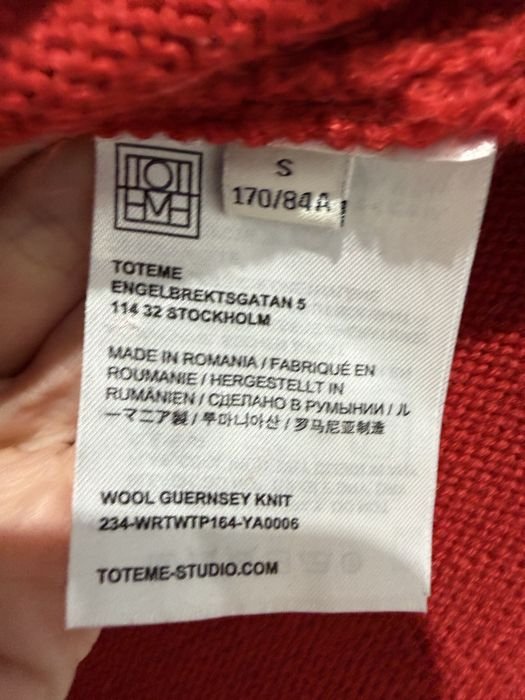 TOTEME
S
170/84A
TOTEME
ENGELBREKTSGATAN 5
114 32 STOCKHOLM
MADE IN ROMANIA / FABRIQUÉ EN
ROUMANIE / HERGESTELLT IN
RUMÄNIEN / СДЕЛАНО В РУМЫНИИ / ル
ーマニア製 / 루마니아산 / 罗马尼亚制造
WOOL GUERNSEY KNIT
234-WRTWTP164-YA0006
TOTEME-STUDIO.COM